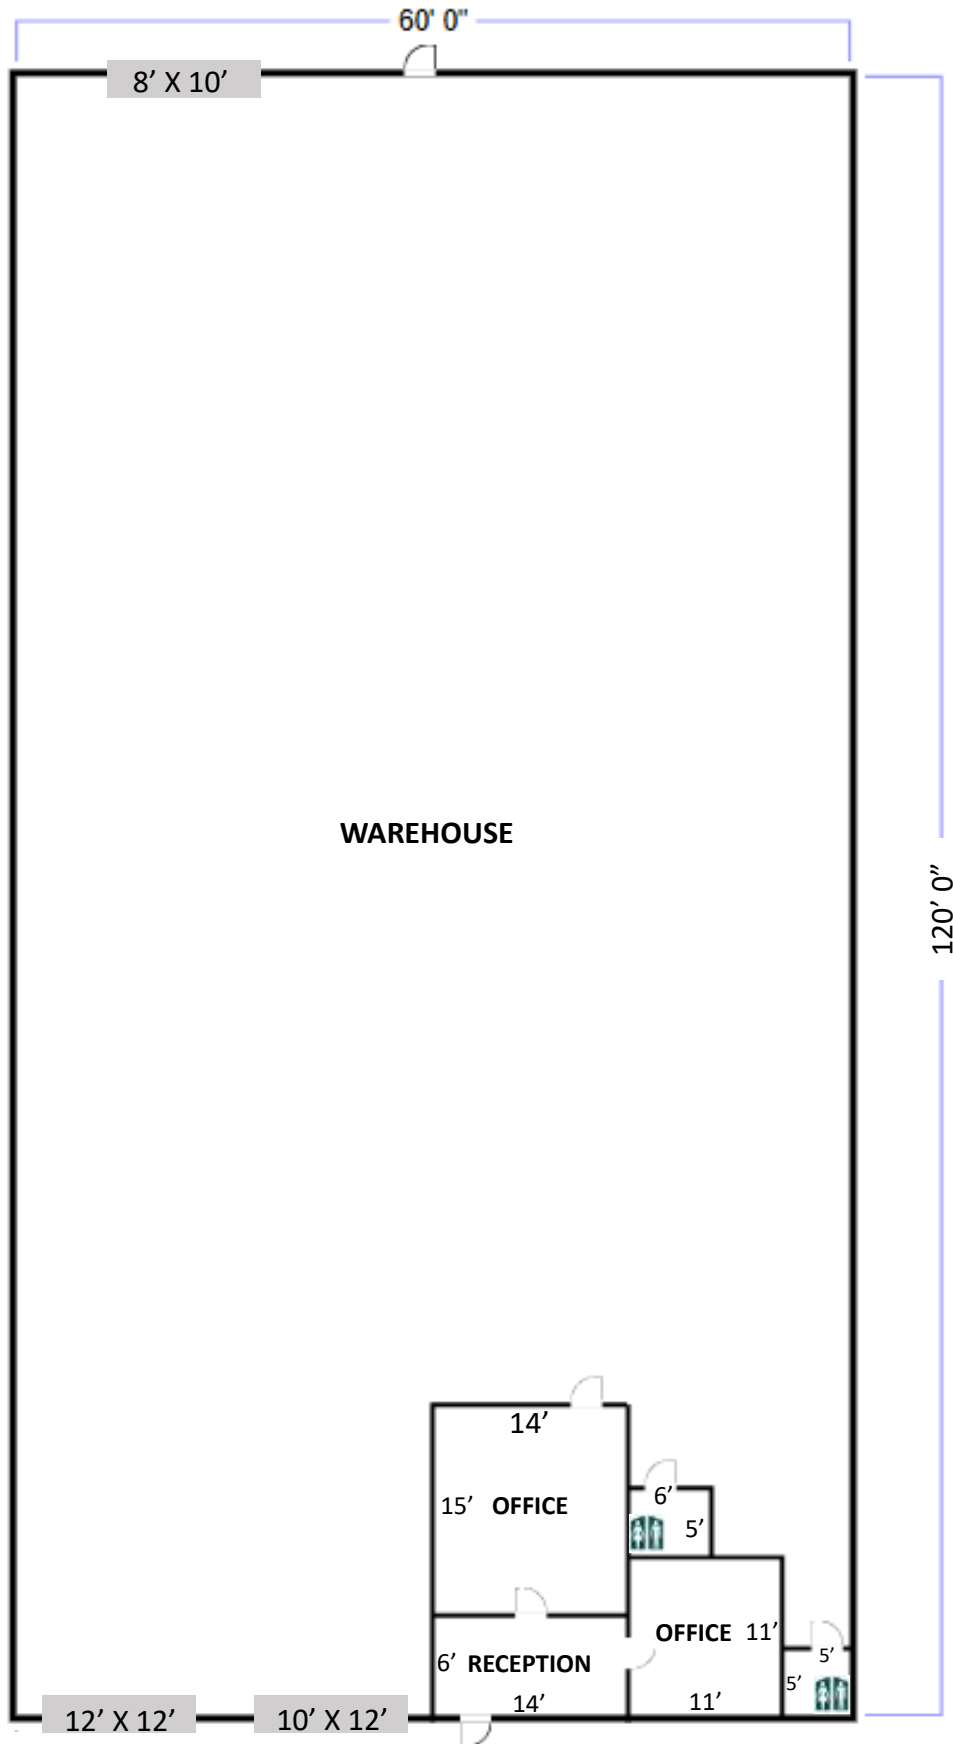 60' 0"
8’ X 10’
WAREHOUSE
120’ 0”
14’
15’ OFFICE
6’
5’
OFFICE 11’
6’ RECEPTION
5’
5’
14’
11’
12’ X 12’
10’ X 12’